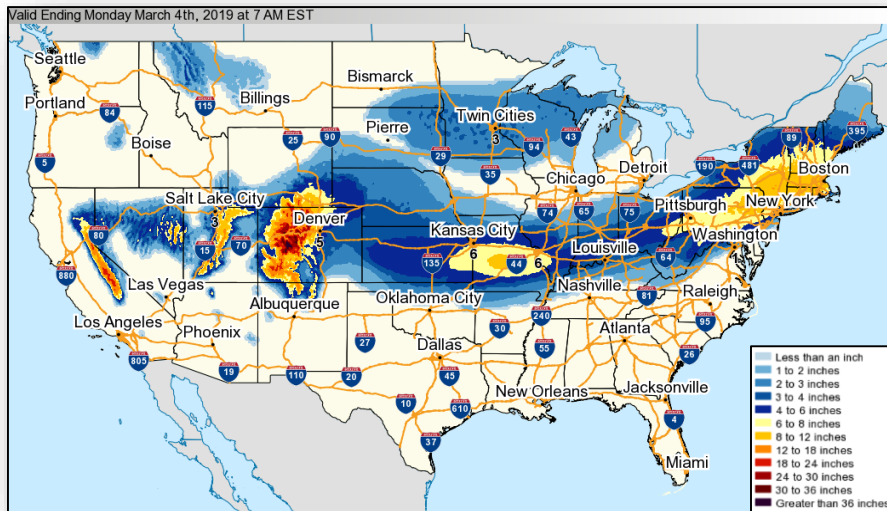 Valid Ending Monday March 4th, 2019 at 7 AM EST
Seattle
Portland
84
115
Billings
Bismarck
Boise
5
25
90
Pierre
Twin Cities
3
29
94
43
35
Chicago
Detroit
89
395
190
481
Boston
Salt Lake City
3
80
15
70
Denver
5
Kansas City
6
6
135
44
74
65
75
Pittsburgh
New York
Washington
Louisville
64
880
Las Vegas
Los Angeles
805
Phoenix
19
Albuquerque
110
Oklahoma City
27
20
Dallas
30
45
10
610
37
240
55
Nashville
81
Raleigh
95
Atlanta
26
New Orleans
Jacksonville
4
Miami
Less than an inch
1 to 2 inches
2 to 3 inches
3 to 4 inches
4 to 6 inches
6 to 8 inches
8 to 12 inches
12 to 18 inches
18 to 24 inches
24 to 30 inches
30 to 36 inches
Greater than 36 inches